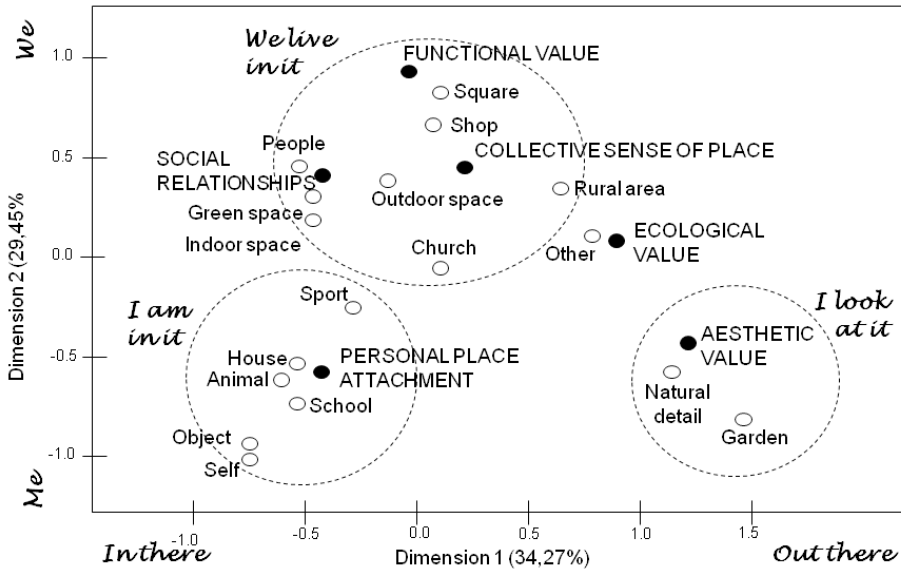 We
We live
in it
1.0
FUNCTIONAL VALUE
Square
Shop
People
0.5
SOCIAL
RELATIONSHIPS
COLLECTIVE SENSE OF PLACE
Outdoor space
Rural area
Green space
Indoor space
Church
Other
ECOLOGICAL
VALUE
0.0
Dimension 2 (29,45%)
I am
in it
Sport
I look
at it
-0.5
House
Animal
PERSONAL PLACE
ATTACHMENT
School
AESTHETIC
VALUE
Natural
detail
Garden
Object
Self
-1.0
Me
-1.0
-0.5
0.0
0.5
1.0
1.5
In there
Dimension 1 (34,27%)
Out there